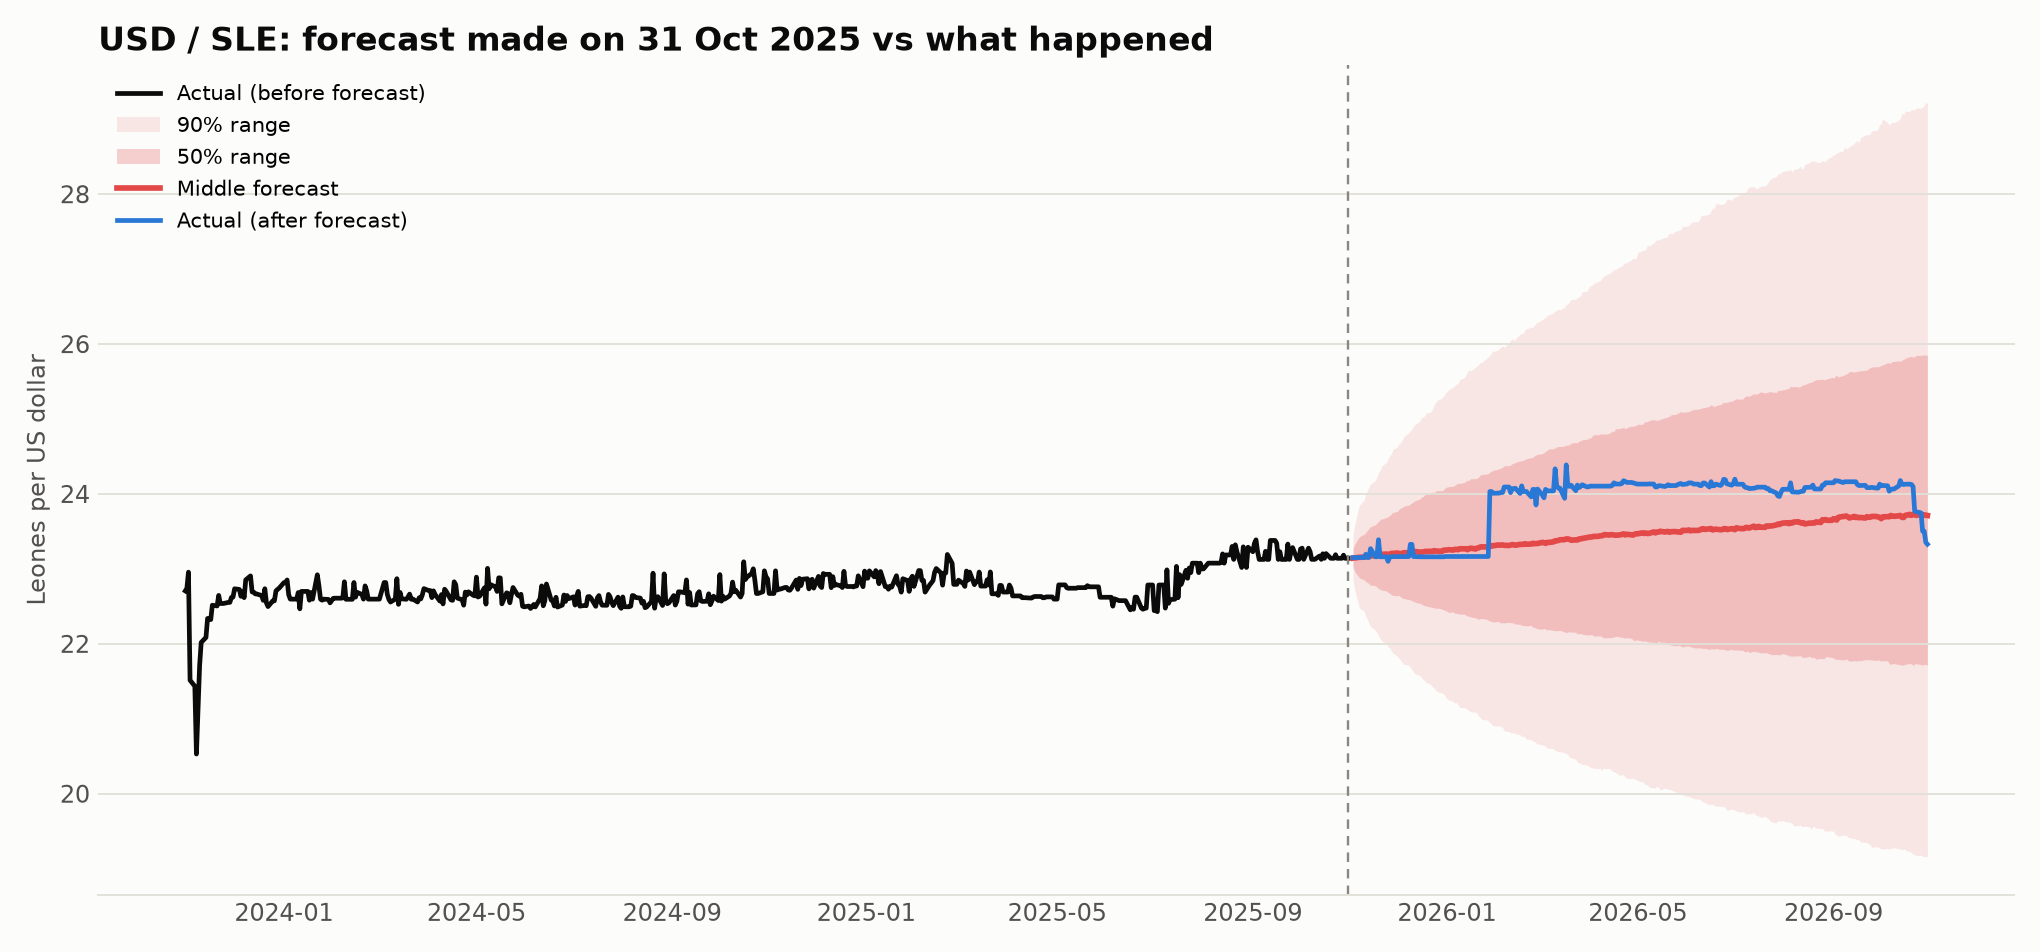 USD / SLE: forecast made on 31 Oct 2025 vs what happened
Actual (before forecast)
90% range
50% range
Middle forecast
Actual (after forecast)
Leones per US dollar
28
26
24
22
20
2024-01 2024-05 2024-09 2025-01 2025-05 2025-09 2026-01 2026-05 2026-09